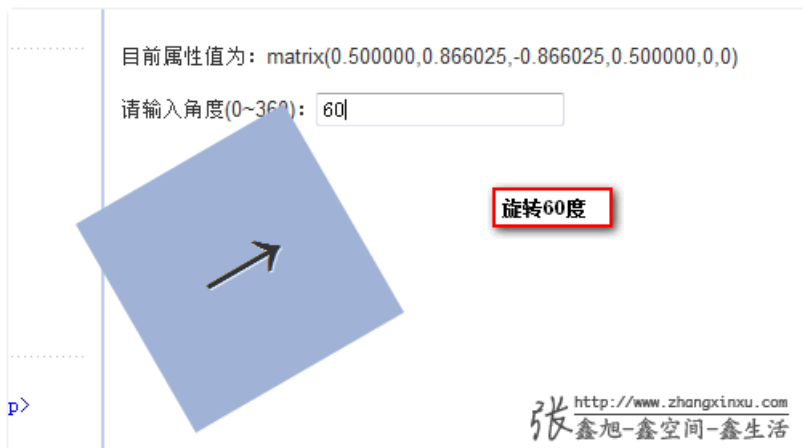 目前属性值为：matrix(0.500000,0.866025,-0.866025,0.500000,0,0)
请输入角度(0~360)：60
旋转60度
p>
张 http://www.zhangxinxu.com
鑫旭-鑫空间-鑫生活